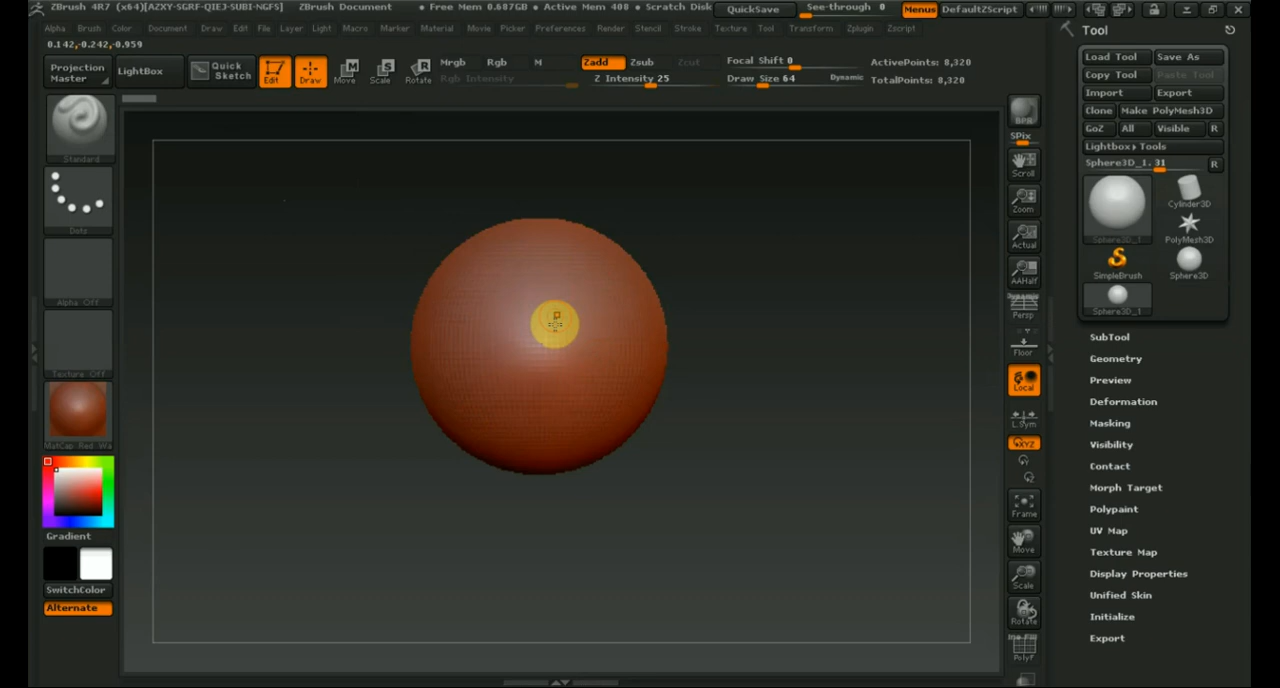 ZBrush 4R7 (x64)[AZXY-SGRF-QIEJ-SUBI-NGFS] ZBrush Document • Free Mem 0.687GB • Active Mem 408 • Scratch Disk QuickSave See-through 0 Menus DefaultZScript
Alpha Brush Color Document Draw Edit File Layer Light Macro Marker Material Movie Picker Preferences Render Stencil Stroke Texture Tool Transform Zplugin Zscript
0.142,-0.242,-0.959
Projection Master
LightBox
Quick Sketch
Edit
Draw
Move
Scale
Rotate
Mrgb Rgb M
Rgb Intensity
Zadd Zsub Zcut
Z Intensity 25
Focal Shift 0
Draw Size 64
Dynamic
ActivePoints: 8,320
TotalPoints: 8,320
Standard
Dots
Alpha Off
Texture Off
MatCap Red Wa
Gradient
SwitchColor
Alternate
BPR
SPix
Scroll
Zoom
Actual
AAHalf
Dynamic
Persp
Floor
Local
L.Sym
XYZ
Frame
Move
Scale
Rotate
PolyF
Tool
Load Tool Save As
Copy Tool Paste Tool
Import Export
Clone Make PolyMesh3D
GoZ All Visible R
Lightbox▸Tools
Sphere3D_1. 31 R
Sphere3D_1
Cylinder3D
PolyMesh3D
SimpleBrush
Sphere3D
Sphere3D_1
SubTool
Geometry
Preview
Deformation
Masking
Visibility
Contact
Morph Target
Polypaint
UV Map
Texture Map
Display Properties
Unified Skin
Initialize
Export